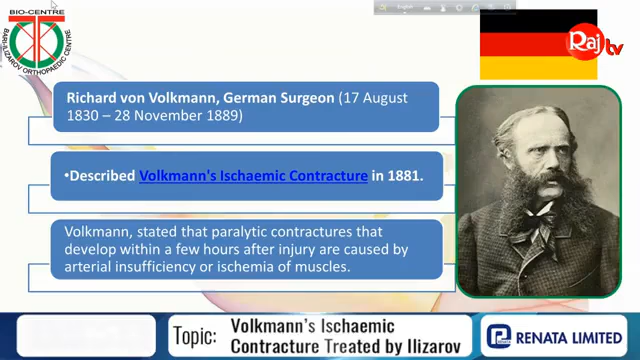 BIO-CENTRE
BARI-ILIZAROV ORTHOPAEDIC CENTRE
English
Raj tv
Richard von Volkmann, German Surgeon (17 August
1830 – 28 November 1889)
•Described Volkmann's Ischaemic Contracture in 1881.
Volkmann, stated that paralytic contractures that
develop within a few hours after injury are caused by
arterial insufficiency or ischemia of muscles.
Topic:
Volkmann's Ischaemic
Contracture Treated by Ilizarov
RENATA LIMITED